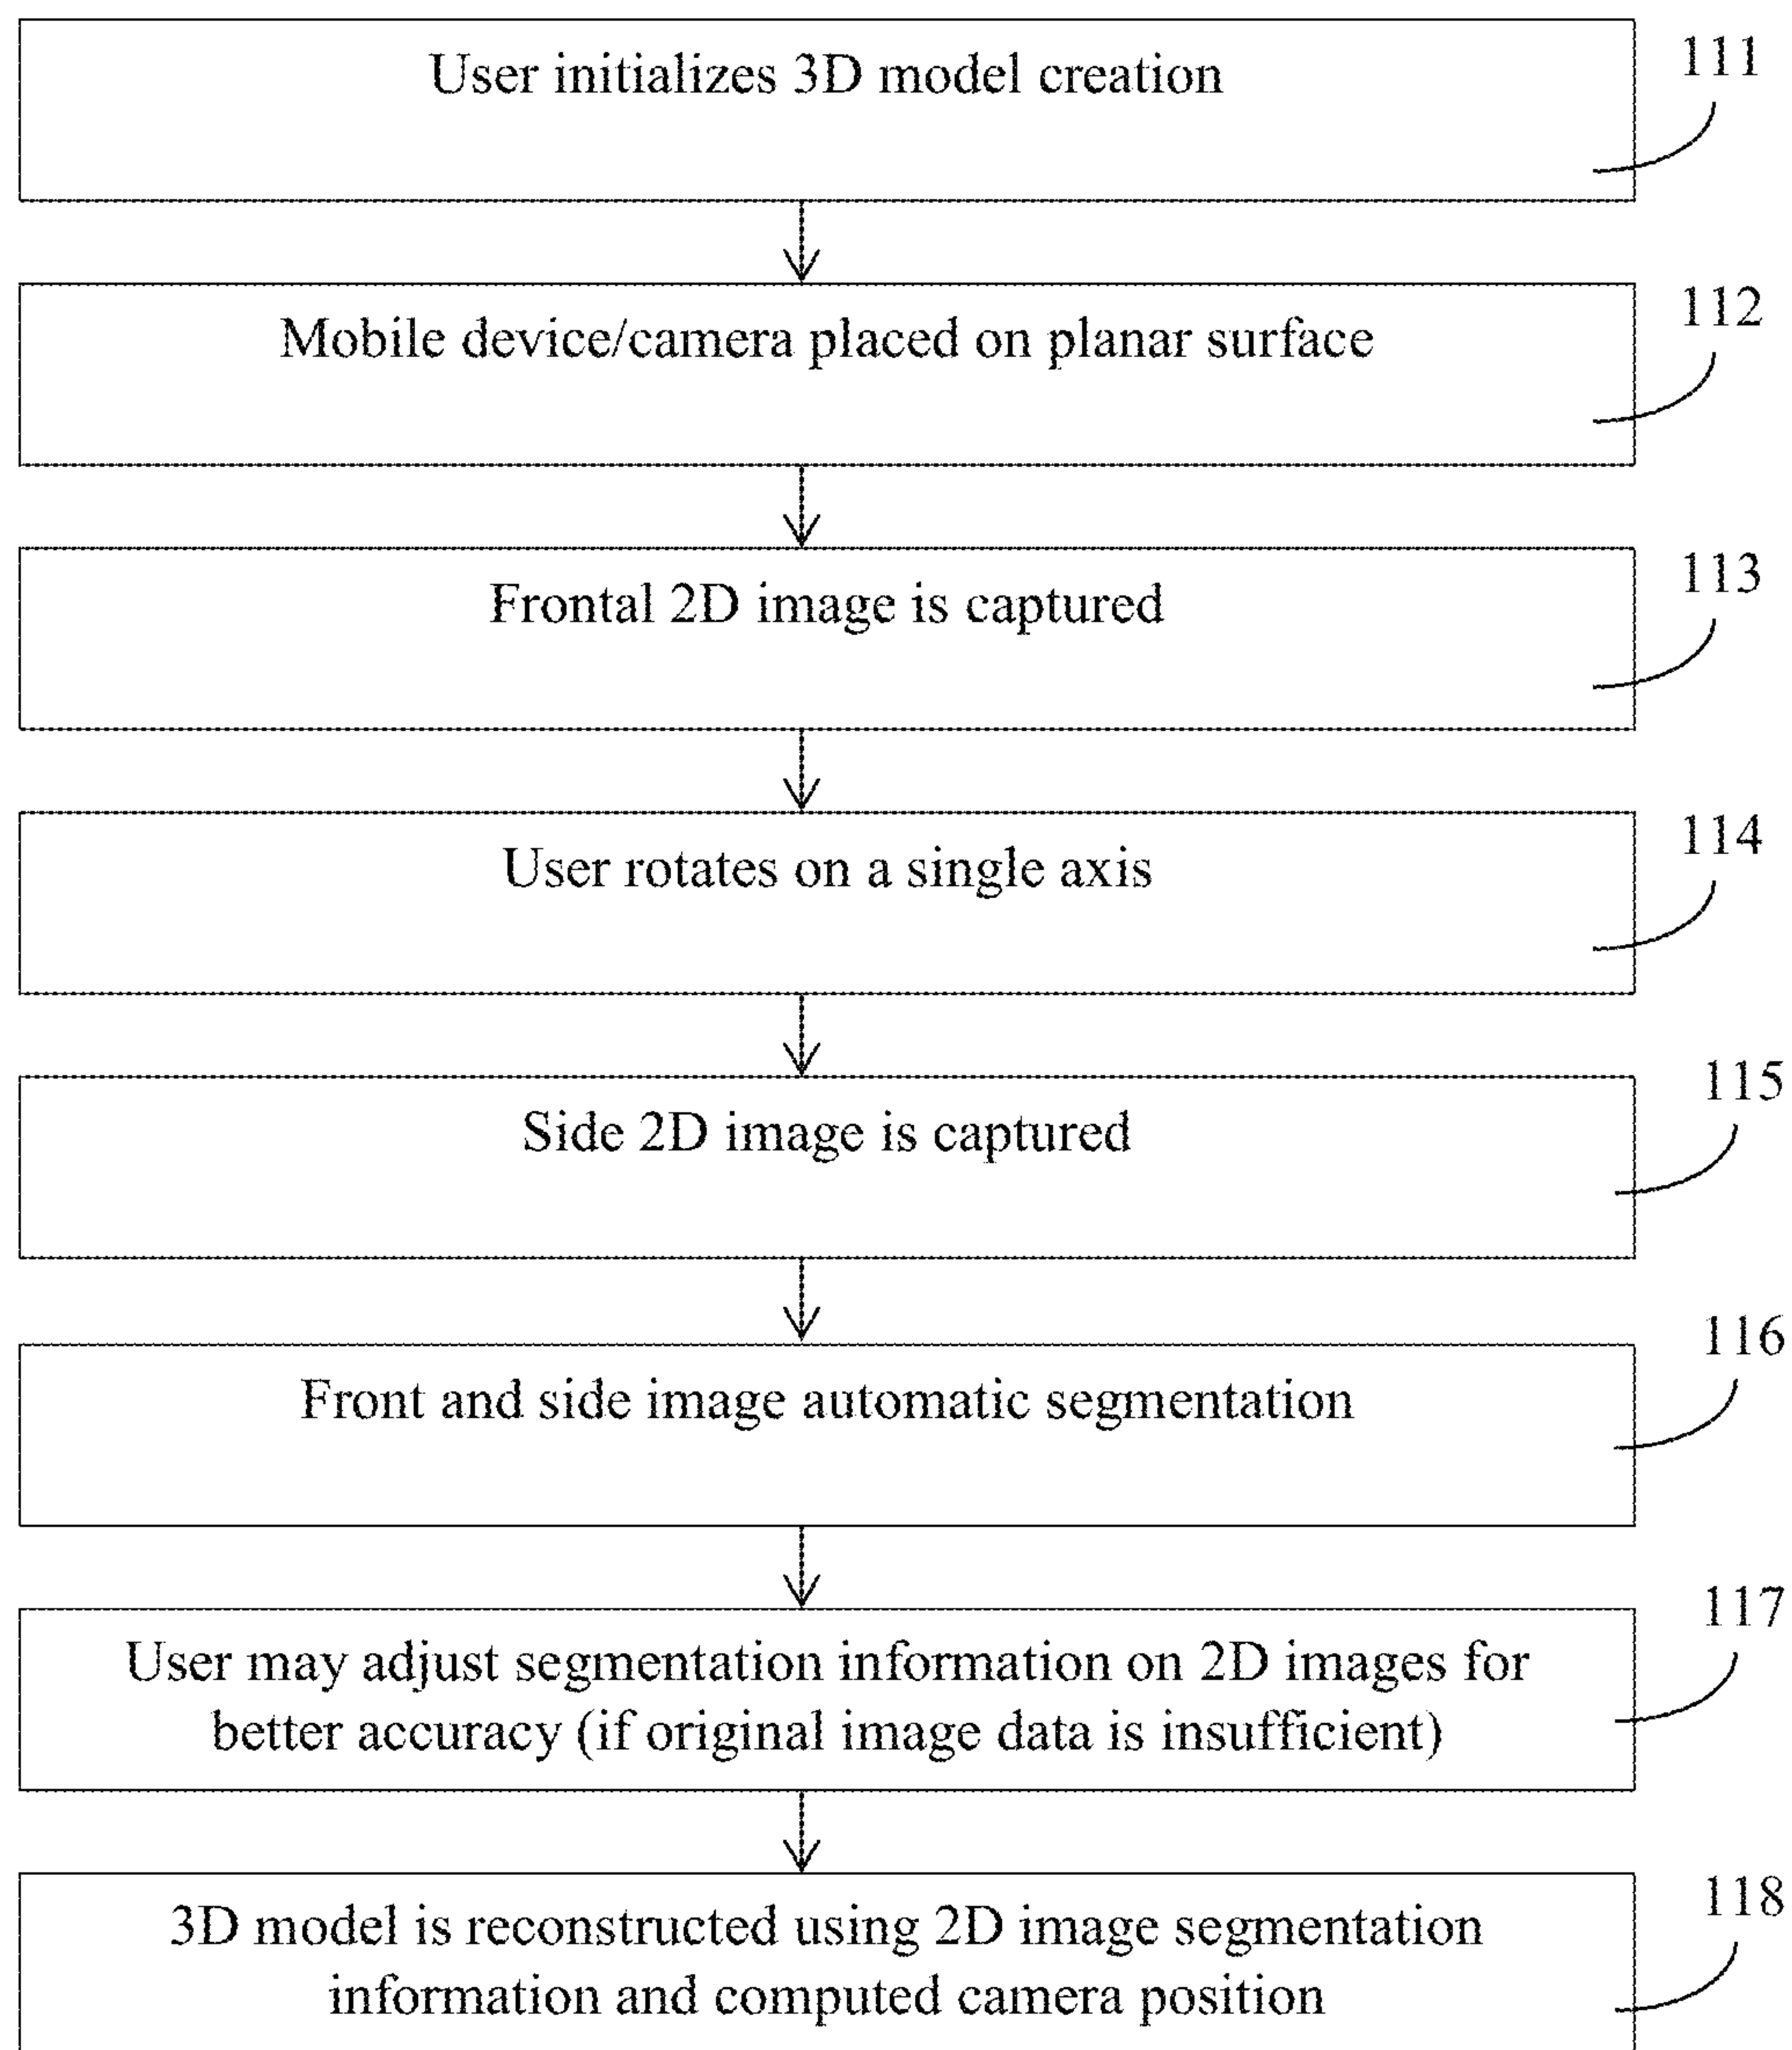 User initializes 3D model creation
111
Mobile device/camera placed on planar surface
112
Frontal 2D image is captured
113
User rotates on a single axis
114
Side 2D image is captured
115
Front and side image automatic segmentation
116
User may adjust segmentation information on 2D images for
better accuracy (if original image data is insufficient)
117
3D model is reconstructed using 2D image segmentation
information and computed camera position
118